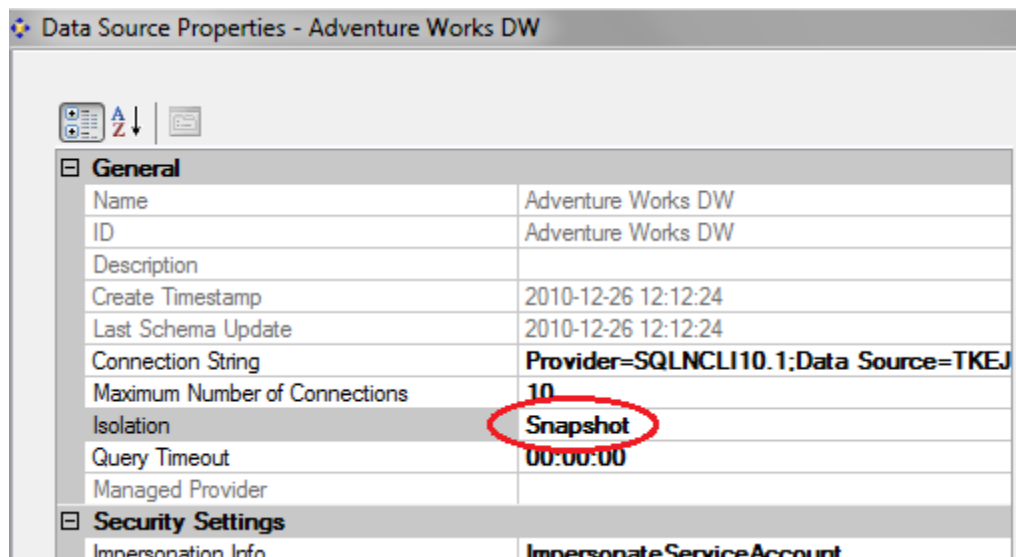 Data Source Properties - Adventure Works DW
A
Z
General
Name Adventure Works DW
ID Adventure Works DW
Description
Create Timestamp 2010-12-26 12:12:24
Last Schema Update 2010-12-26 12:12:24
Connection String Provider=SQLNCLI10.1;Data Source=TKEJ
Maximum Number of Connections 10
Isolation Snapshot
Query Timeout 00:00:00
Managed Provider
Security Settings
Impersonation Info ImpersonateServiceAccount